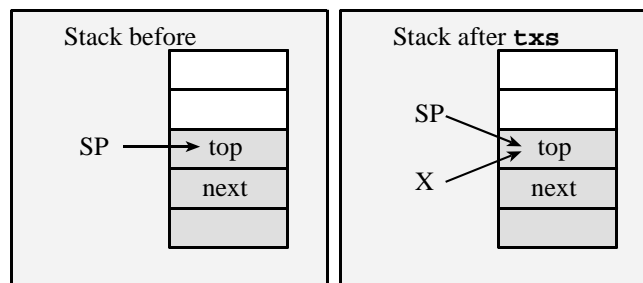 Stack before
SP
top
next
Stack after txs
SP
X
top
next